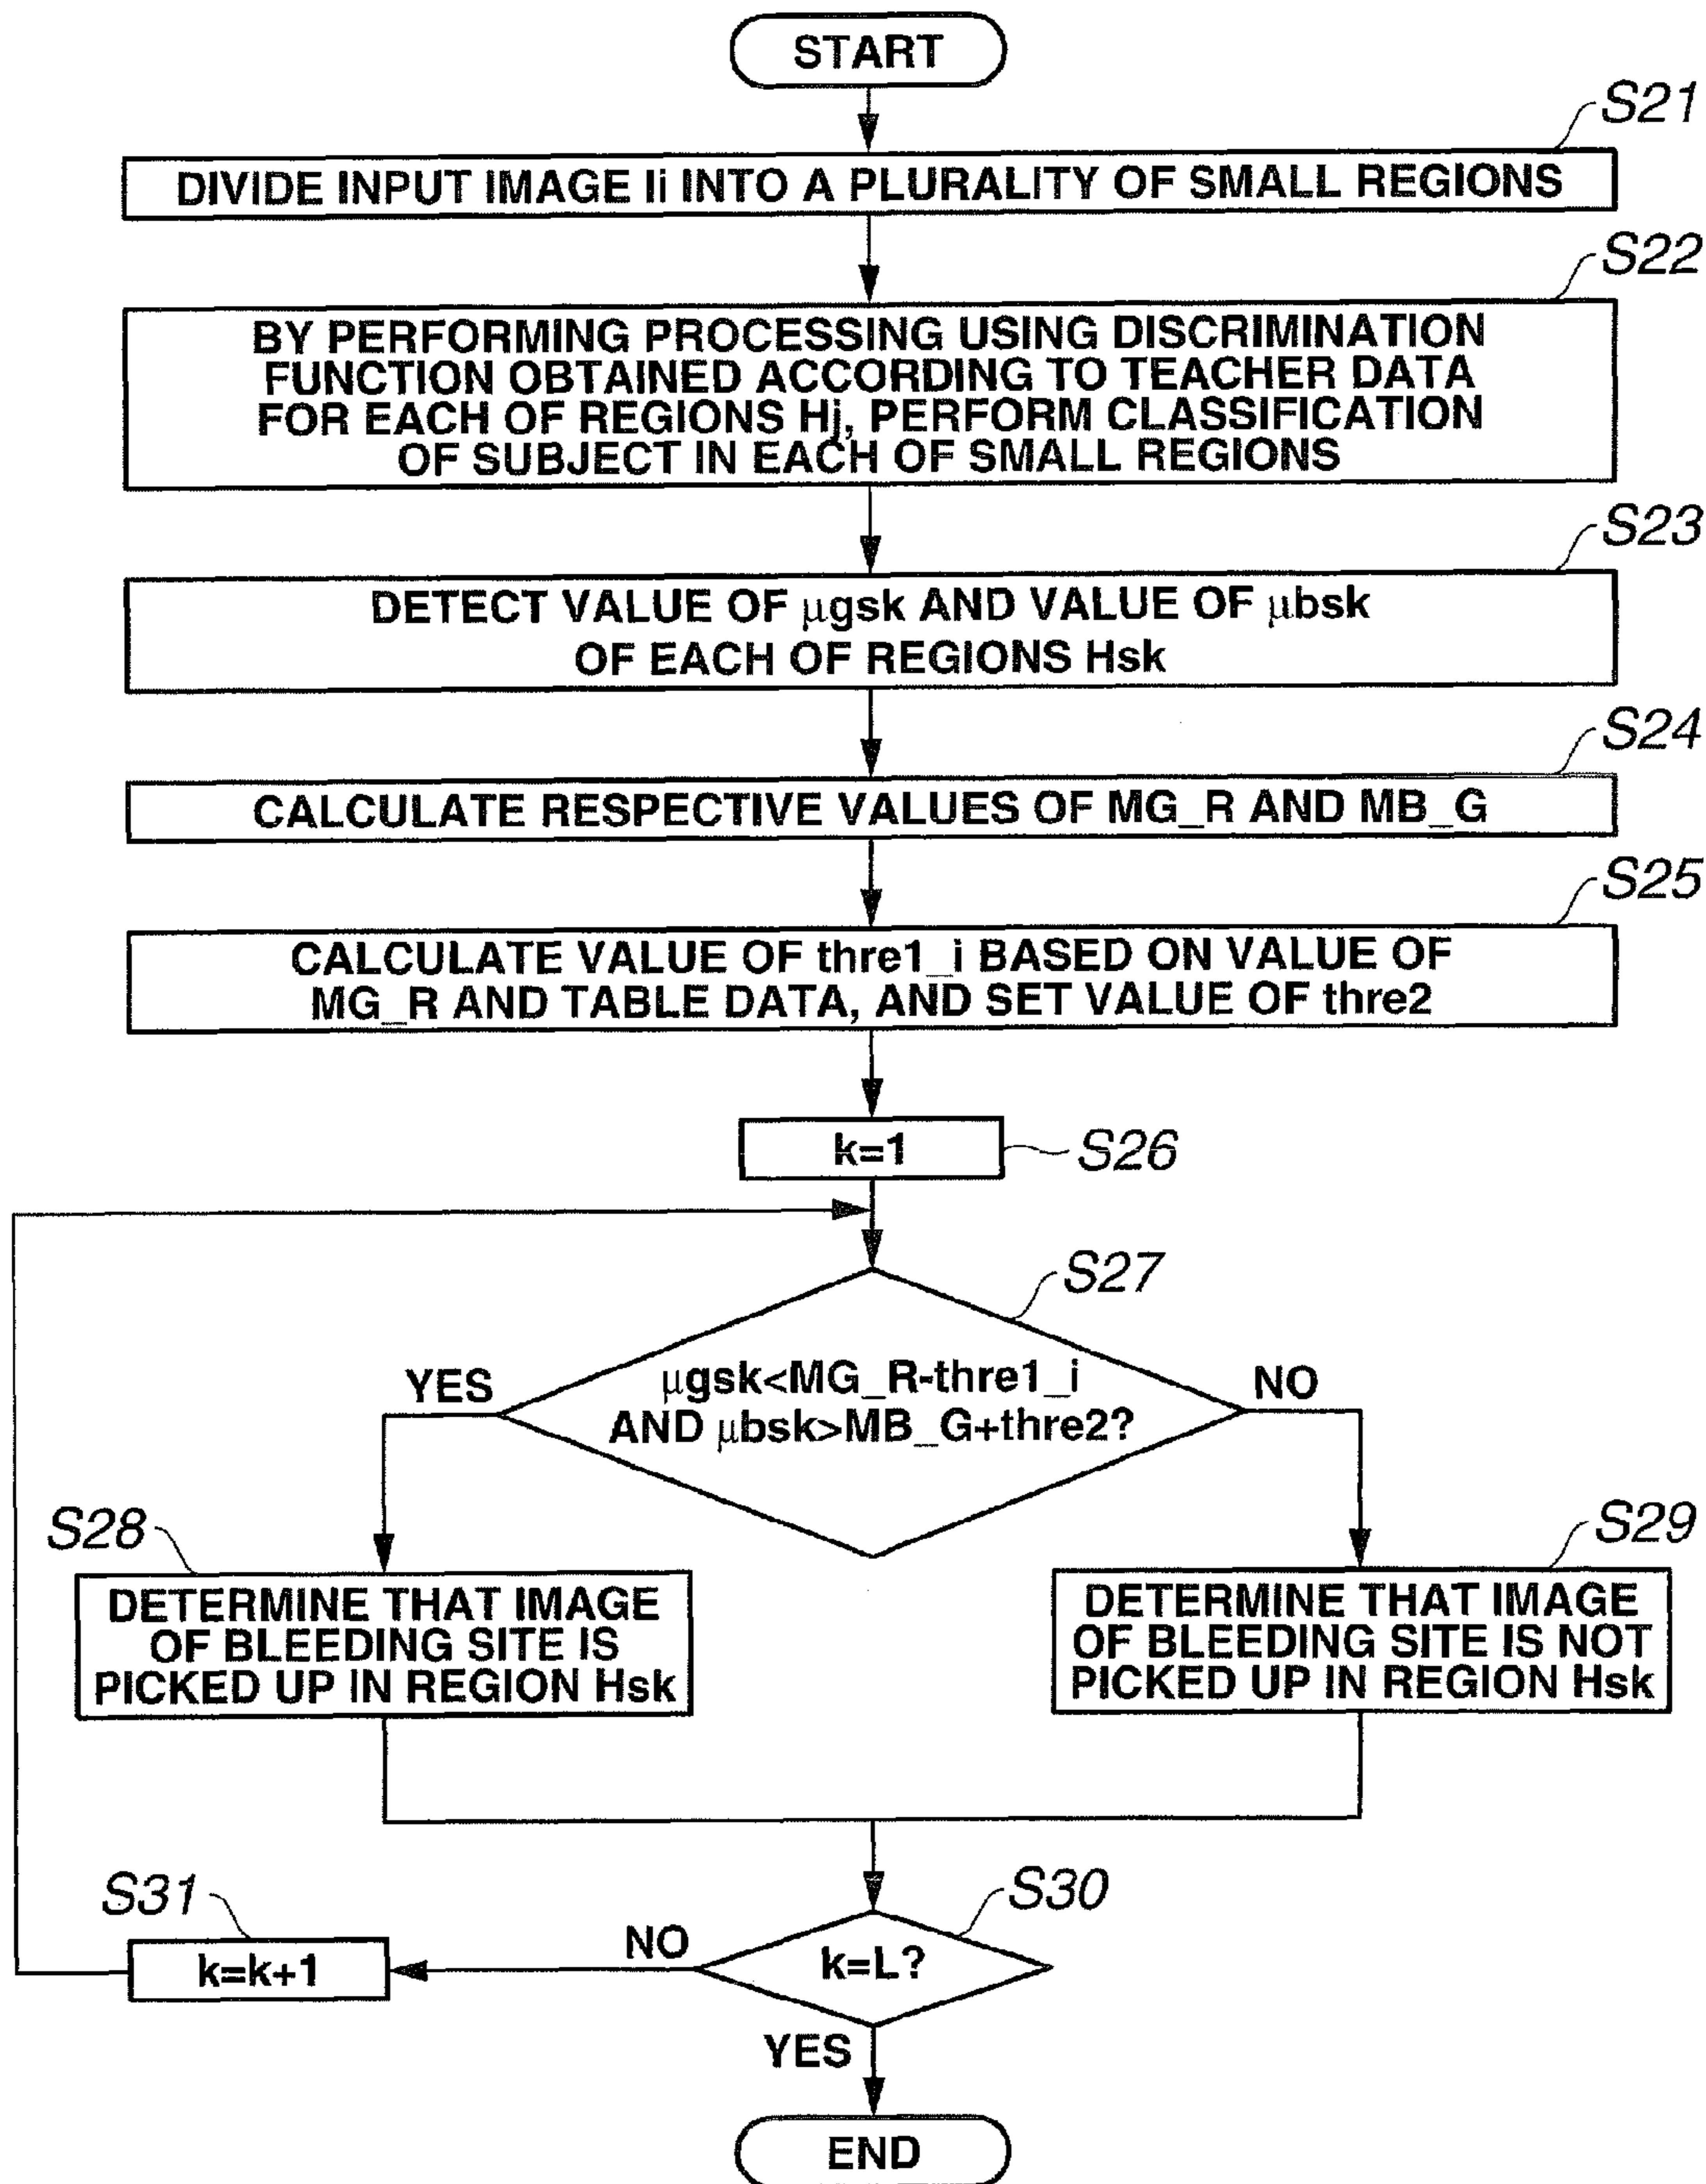 START
S21
DIVIDE INPUT IMAGE Ii INTO A PLURALITY OF SMALL REGIONS
S22
BY PERFORMING PROCESSING USING DISCRIMINATION
FUNCTION OBTAINED ACCORDING TO TEACHER DATA
FOR EACH OF REGIONS Hj, PERFORM CLASSIFICATION
OF SUBJECT IN EACH OF SMALL REGIONS
S23
DETECT VALUE OF µgsk AND VALUE OF µbsk
OF EACH OF REGIONS Hsk
S24
CALCULATE RESPECTIVE VALUES OF MG_R AND MB_G
S25
CALCULATE VALUE OF thre1_i BASED ON VALUE OF
MG_R AND TABLE DATA, AND SET VALUE OF thre2
k=1
S26
S27
YES
µgsk<MG_R-thre1_i
AND µbsk>MB_G+thre2?
NO
S28
DETERMINE THAT IMAGE
OF BLEEDING SITE IS
PICKED UP IN REGION Hsk
S29
DETERMINE THAT IMAGE
OF BLEEDING SITE IS NOT
PICKED UP IN REGION Hsk
S31
k=k+1
NO
S30
k=L?
YES
END